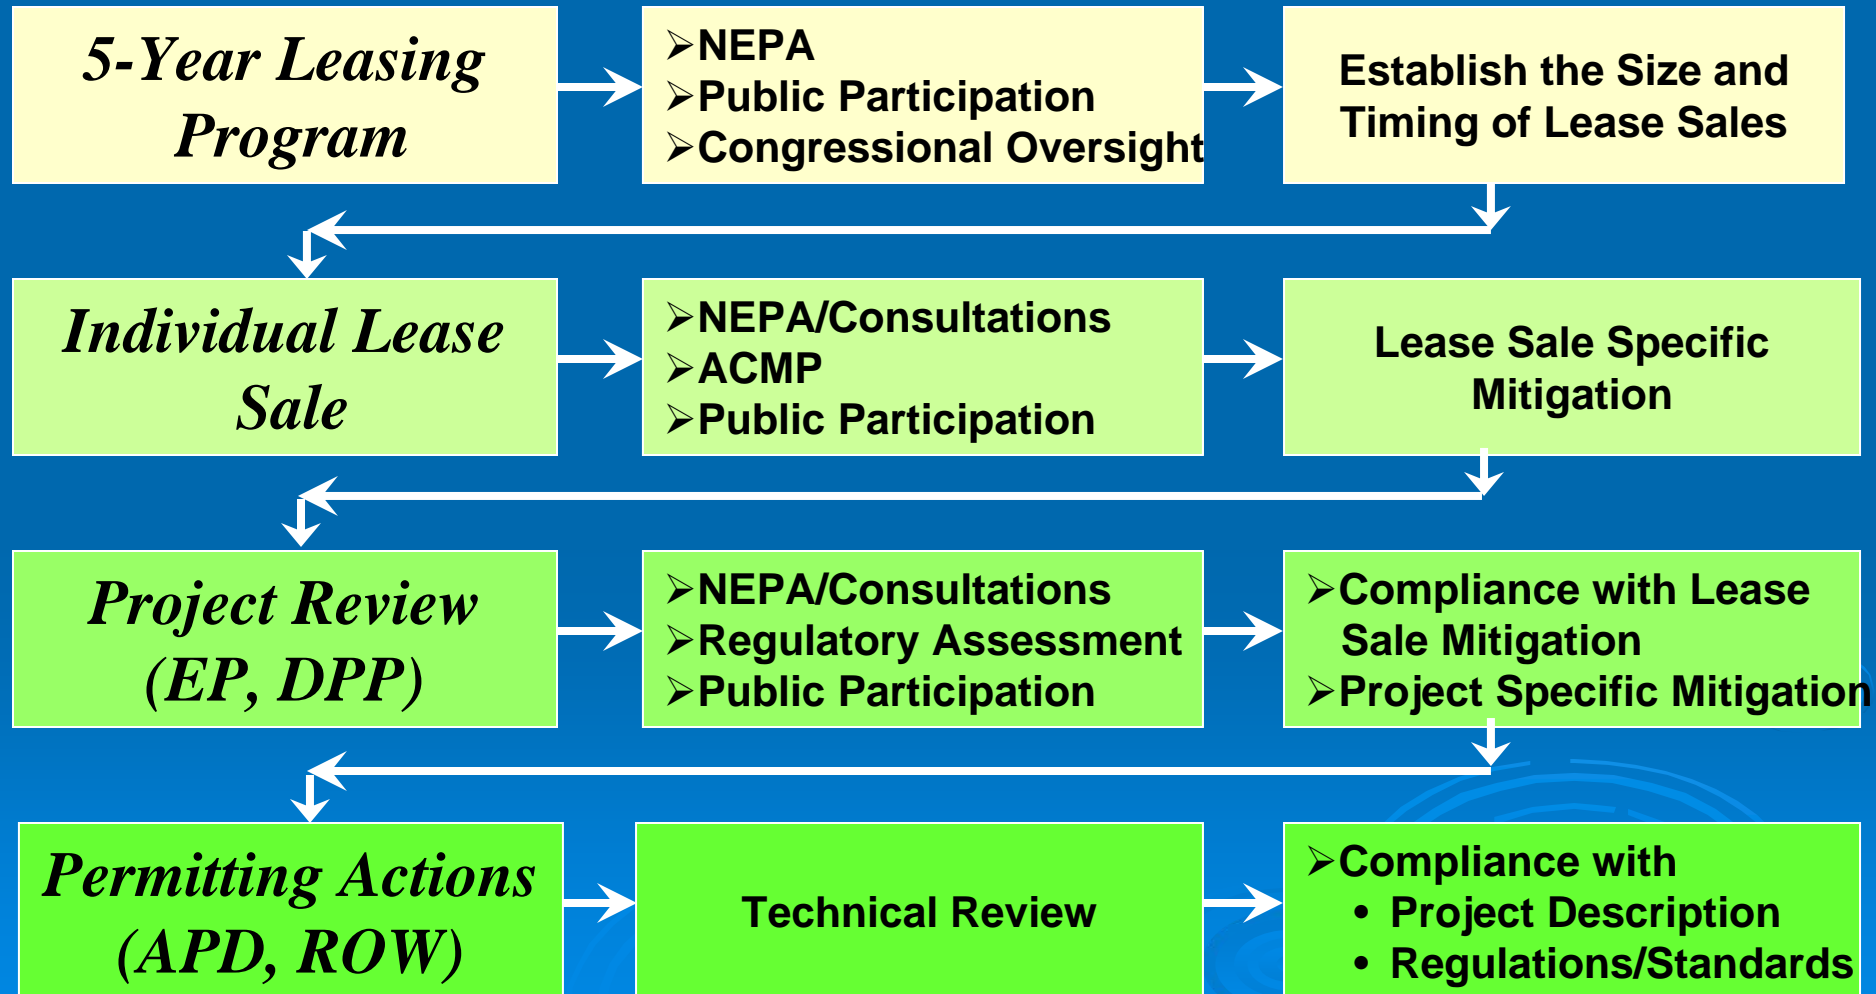 5-Year Leasing
Program
➢NEPA
➢Public Participation
➢Congressional Oversight
Establish the Size and
Timing of Lease Sales
Individual Lease
Sale
➢NEPA/Consultations
➢ACMP
➢Public Participation
Lease Sale Specific
Mitigation
Project Review
(EP, DPP)
➢NEPA/Consultations
➢Regulatory Assessment
➢Public Participation
➢Compliance with Lease
Sale Mitigation
➢Project Specific Mitigation
Permitting Actions
(APD, ROW)
Technical Review
➢Compliance with
• Project Description
• Regulations/Standards